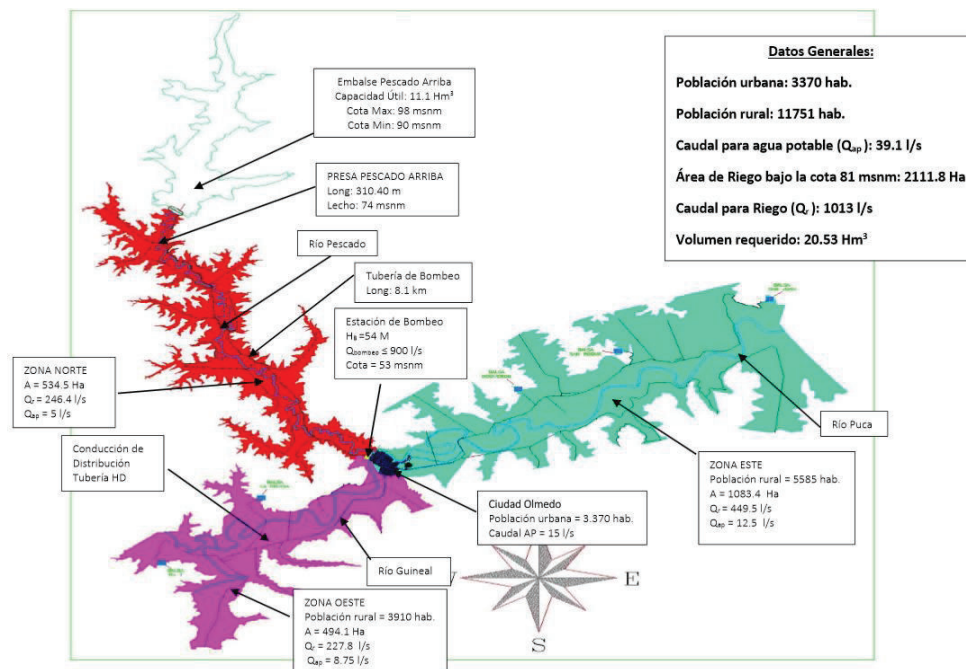 Datos Generales:
Población urbana: 3370 hab.
Población rural: 11751 hab.
Caudal para agua potable (Qap): 39.1 l/s
Área de Riego bajo la cota 81 msnm: 2111.8 Ha
Caudal para Riego (Qr): 1013 l/s
Volumen requerido: 20.53 Hm³
Embalse Pescado Arriba
Capacidad Útil: 11.1 Hm³
Cota Max: 98 msnm
Cota Min: 90 msnm
PRESA PESCADO ARRIBA
Long: 310.40 m
Lecho: 74 msnm
Río Pescado
Tubería de Bombeo
Long: 8.1 km
Estación de Bombeo
HB =54 M
Qbombeo ≤ 900 l/s
Cota = 53 msnm
ZONA NORTE
A = 534.5 Ha
Qr = 246.4 l/s
Qap = 5 l/s
Río Puca
Conducción de
Distribución
Tubería HD
ZONA ESTE
Población rural = 5585 hab.
A = 1083.4 Ha
Qr = 449.5 l/s
Qap = 12.5 l/s
Ciudad Olmedo
Población urbana = 3.370 hab.
Caudal AP = 15 l/s
Río Guineal
E
S
ZONA OESTE
Población rural = 3910 hab.
A = 494.1 Ha
Qr = 227.8 l/s
Qap = 8.75 l/s